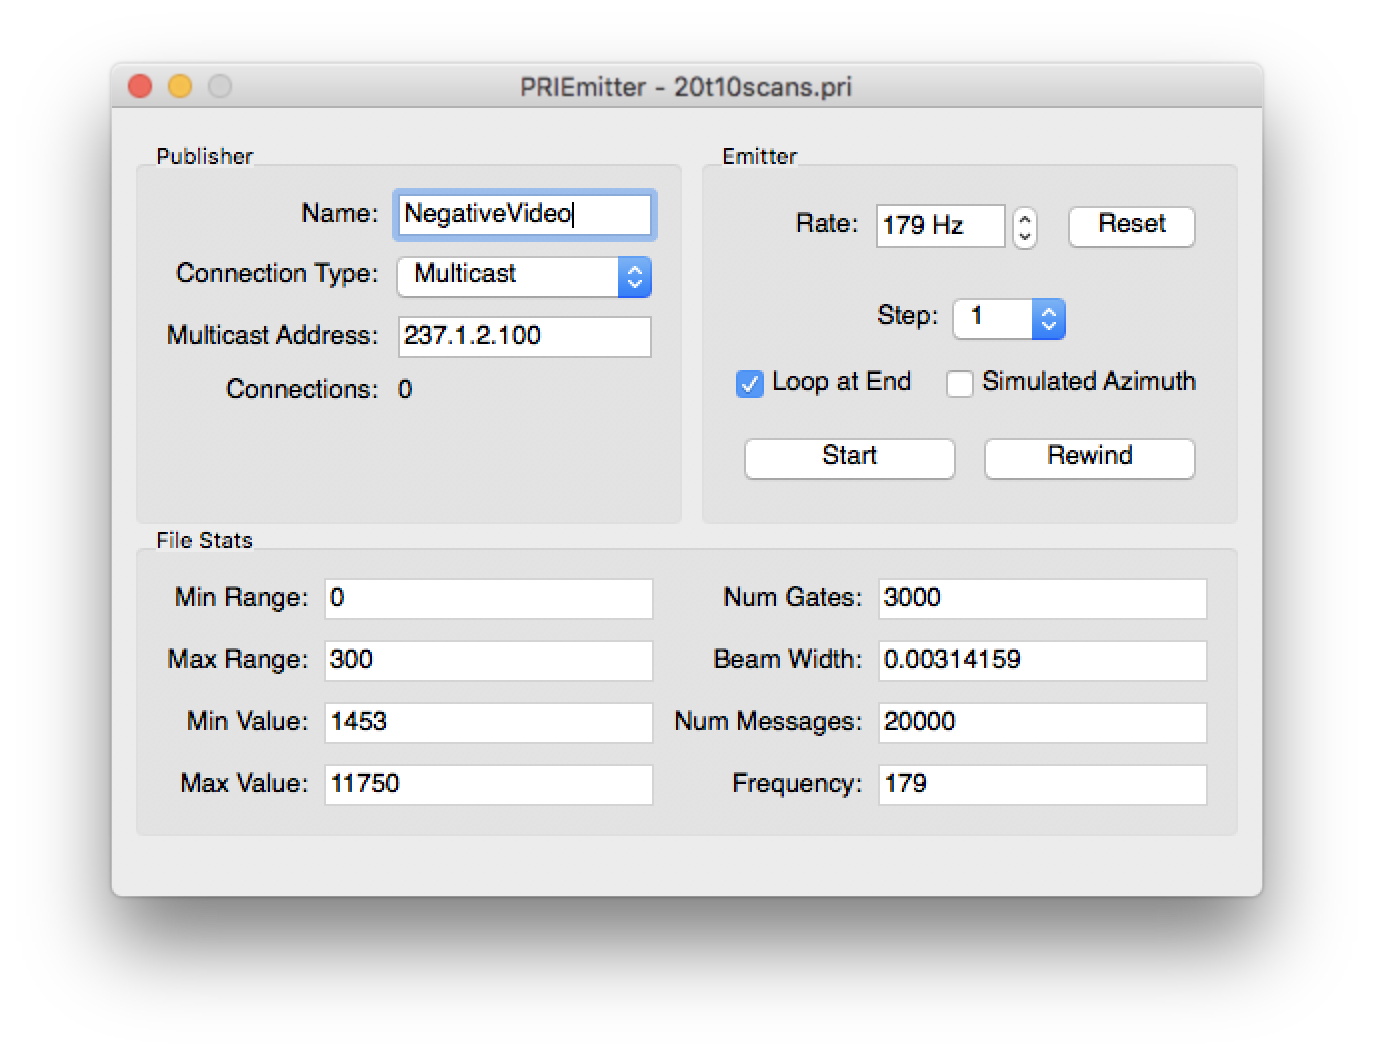 PRIEmitter - 20t10scans.pri
Publisher
Name: NegativeVideo
Connection Type: Multicast
Multicast Address: 237.1.2.100
Connections: 0
Emitter
Rate: 179 Hz Reset
Step: 1
Loop at End Simulated Azimuth
Start Rewind
File Stats
Min Range: 0 Num Gates: 3000
Max Range: 300 Beam Width: 0.00314159
Min Value: 1453 Num Messages: 20000
Max Value: 11750 Frequency: 179